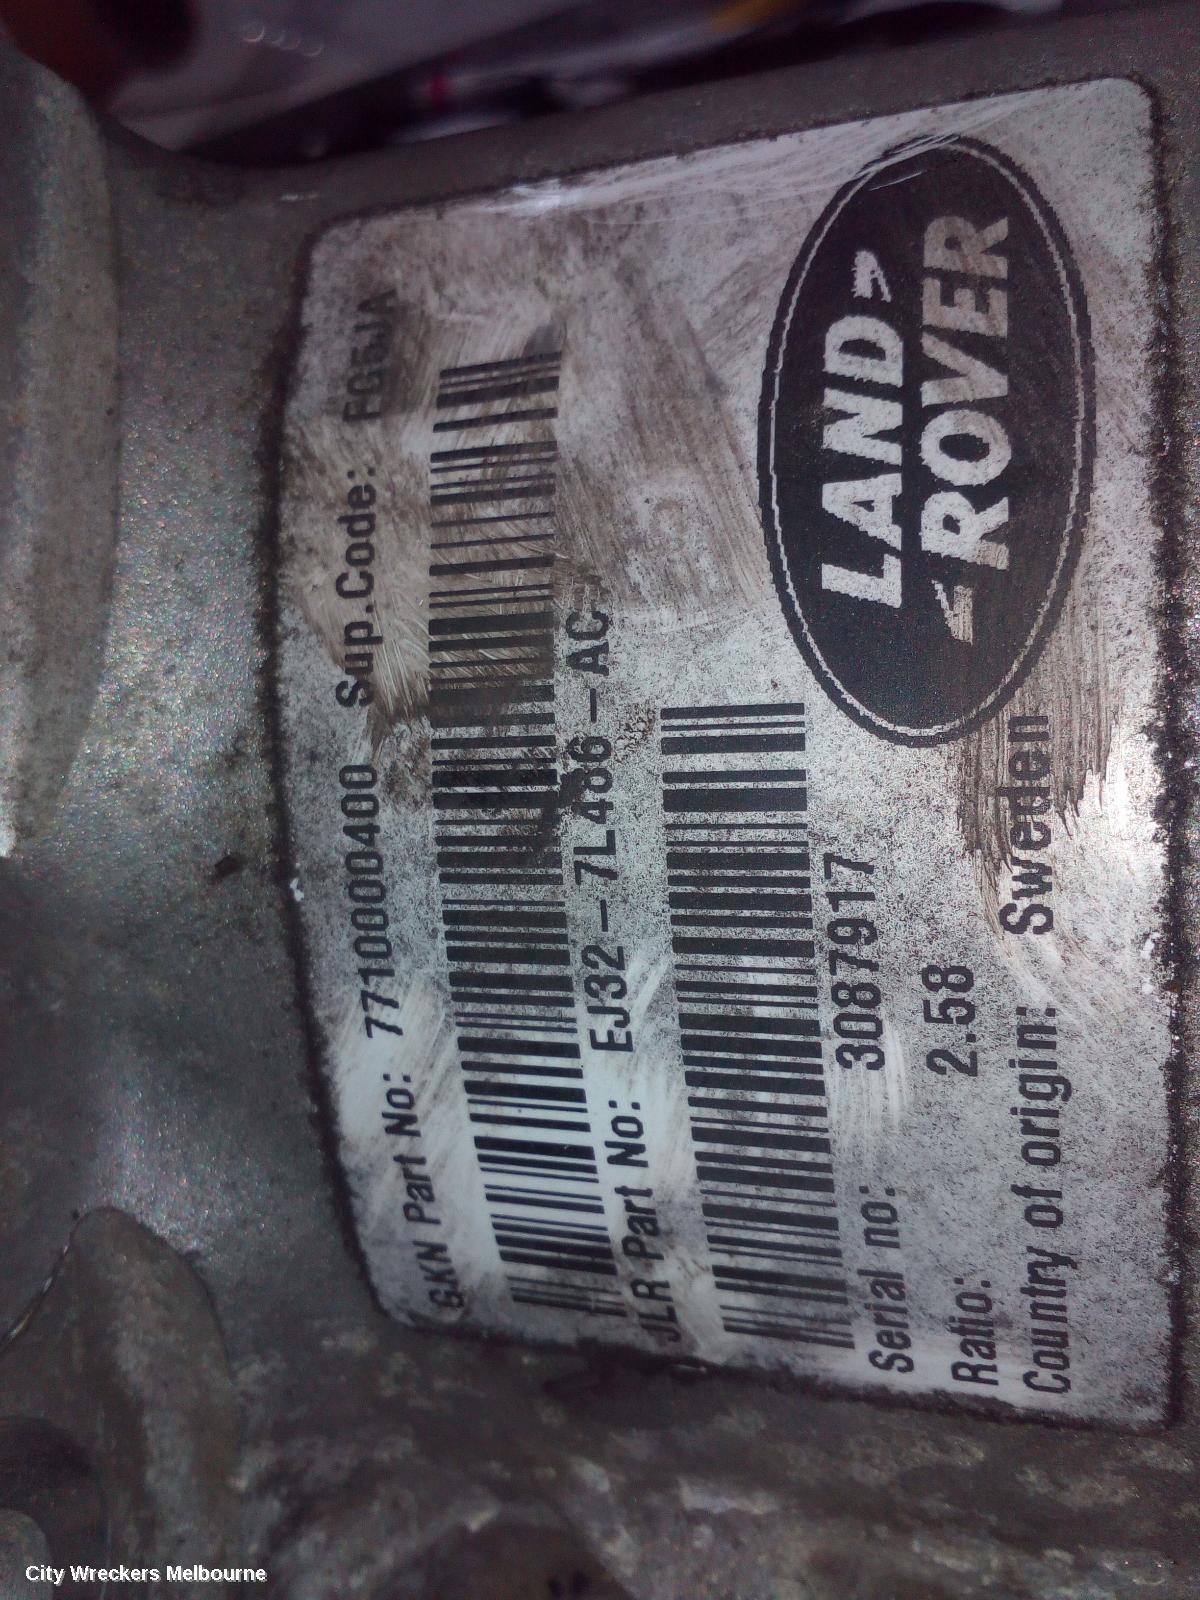 GKN Part No: 771000400 Sup.Code: FG5JA
JLR Part No: EJ32-7L486-AC
Serial no: 3087917
Ratio: 2.58
Country of origin: Sweden
LAND
ROVER
City Wreckers Melbourne